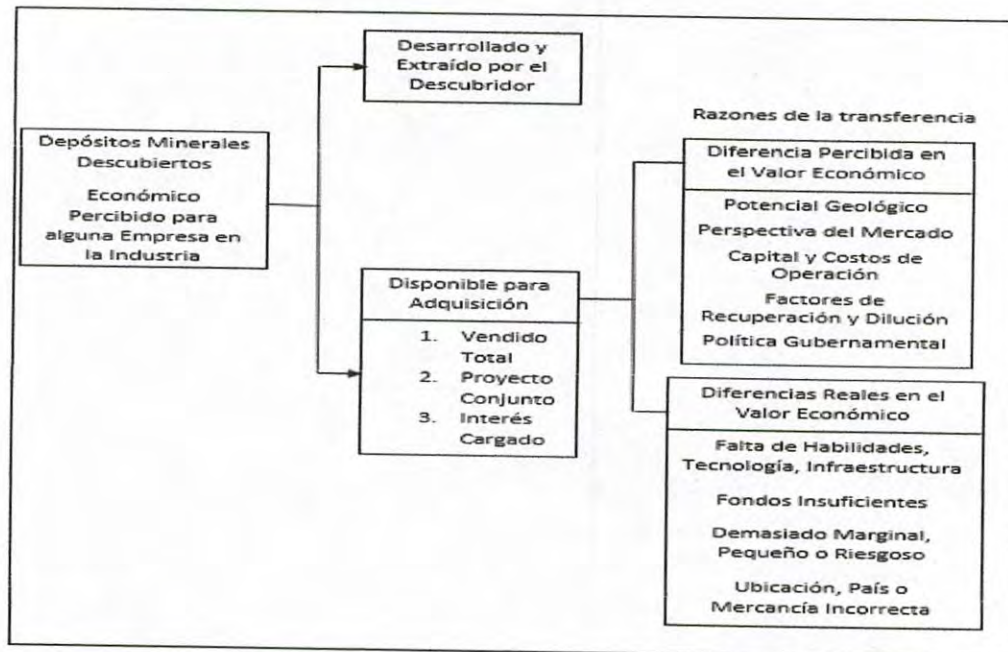 Desarrollado y
Extraído por el
Descubridor
Depósitos Minerales
Descubiertos
Económico
Percibido para
alguna Empresa en
la Industria
Disponible para
Adquisición
1. Vendido
Total
2. Proyecto
Conjunto
3. Interés
Cargado
Razones de la transferencia
Diferencia Percibida en
el Valor Económico
Potencial Geológico
Perspectiva del Mercado
Capital y Costos de
Operación
Factores de
Recuperación y Dilución
Política Gubernamental
Diferencias Reales en el
Valor Económico
Falta de Habilidades,
Tecnología, Infraestructura
Fondos Insuficientes
Demasiado Marginal,
Pequeño o Riesgoso
Ubicación, País o
Mercancía Incorrecta